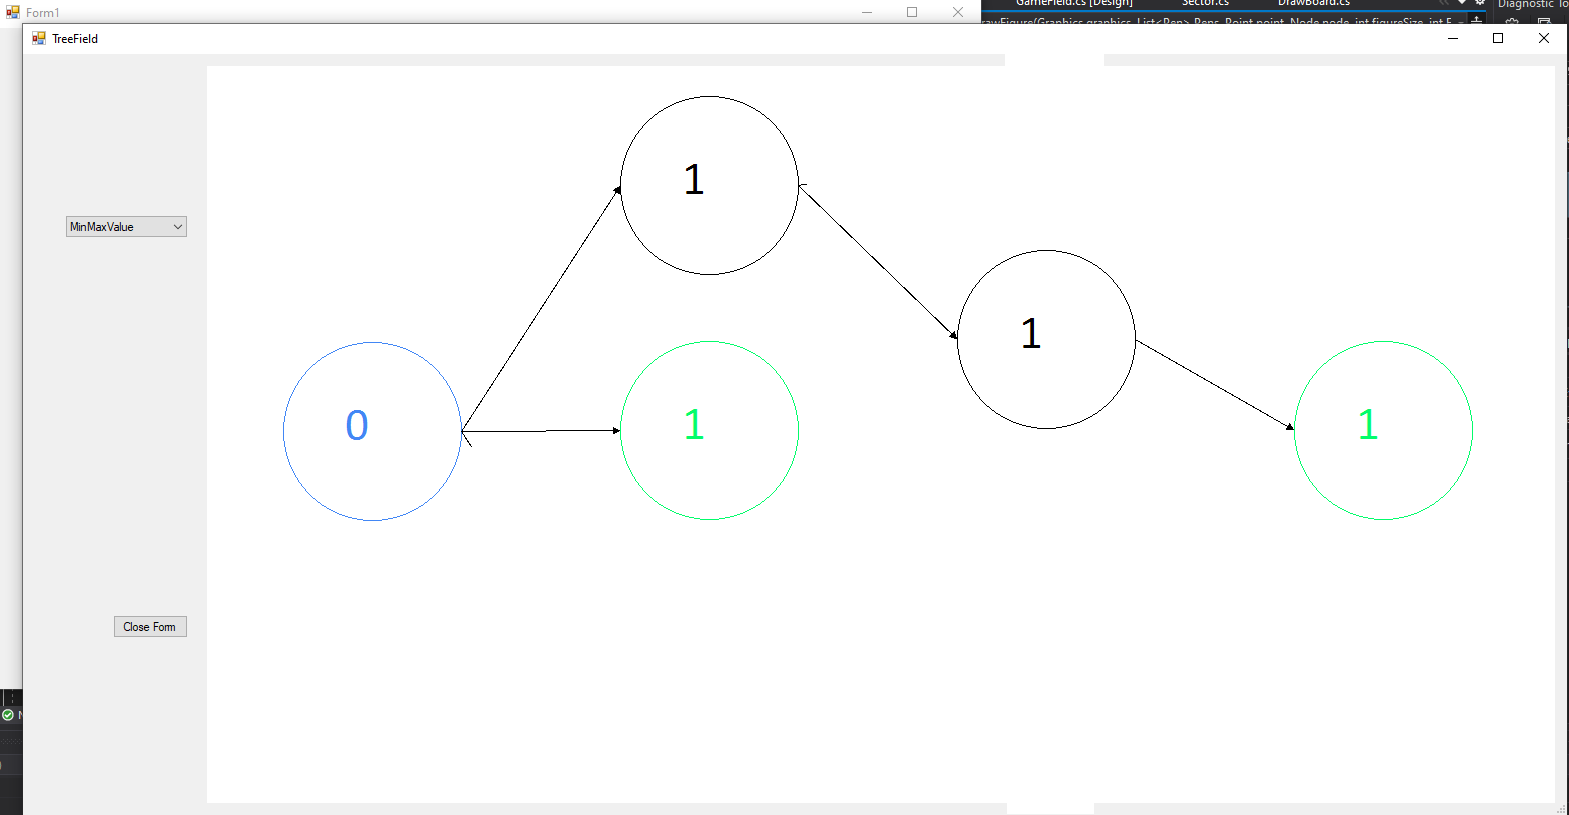 GameField.cs [Design]
Sector.cs
DrawBoard.cs
Diagnostic To
Form1
rawFigure(Graphics graphics, List<Pen> Pens, Point point, Node node, int figureSize, int F
TreeField
1
MinMaxValue
1
0
1
1
Close Form
N